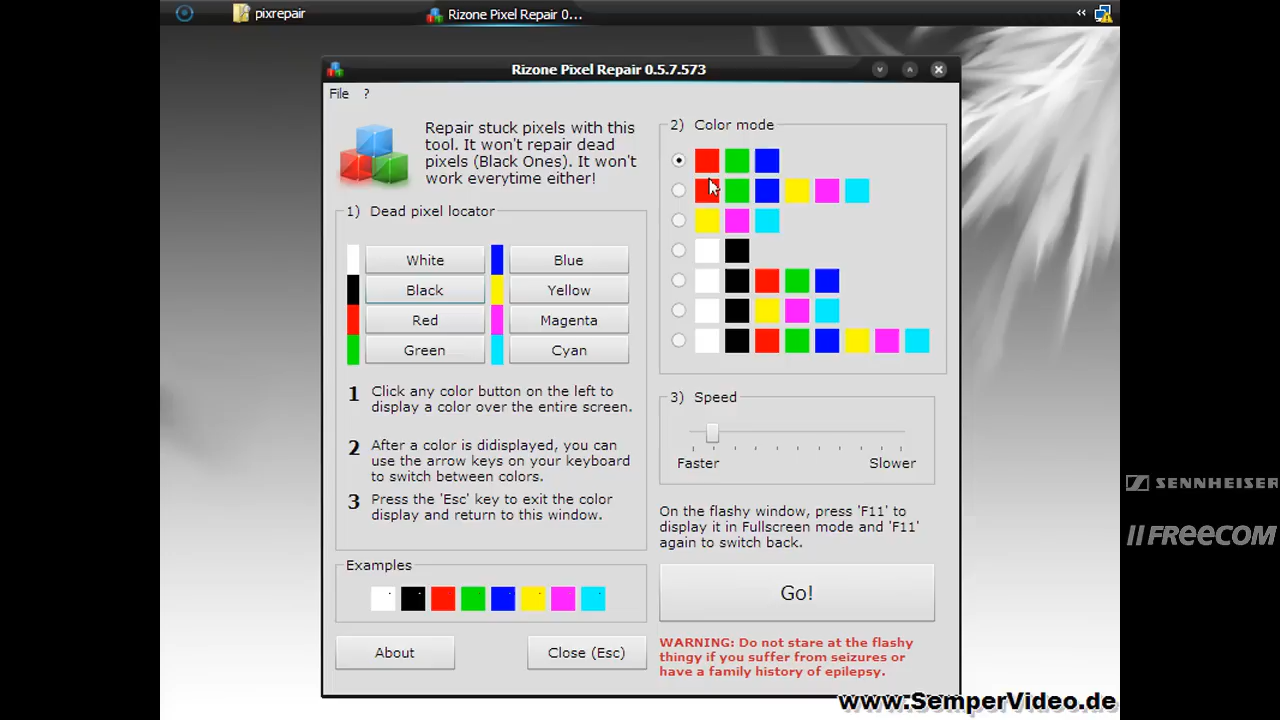 pixrepair
Rizone Pixel Repair 0...
«
Rizone Pixel Repair 0.5.7.573
File ?
Repair stuck pixels with this
tool. It won't repair dead
pixels (Black Ones). It won't
work everytime either!
1) Dead pixel locator
White
Blue
Black
Yellow
Red
Magenta
Green
Cyan
1 Click any color button on the left to
display a color over the entire screen.
2 After a color is didisplayed, you can
use the arrow keys on your keyboard
to switch between colors.
3 Press the 'Esc' key to exit the color
display and return to this window.
Examples
About
Close (Esc)
2) Color mode
3) Speed
Faster
Slower
On the flashy window, press 'F11' to
display it in Fullscreen mode and 'F11'
again to switch back.
Go!
WARNING: Do not stare at the flashy
thingy if you suffer from seizures or
have a family history of epilepsy.
SENNHEISER
FREECOM
www.SemperVideo.de